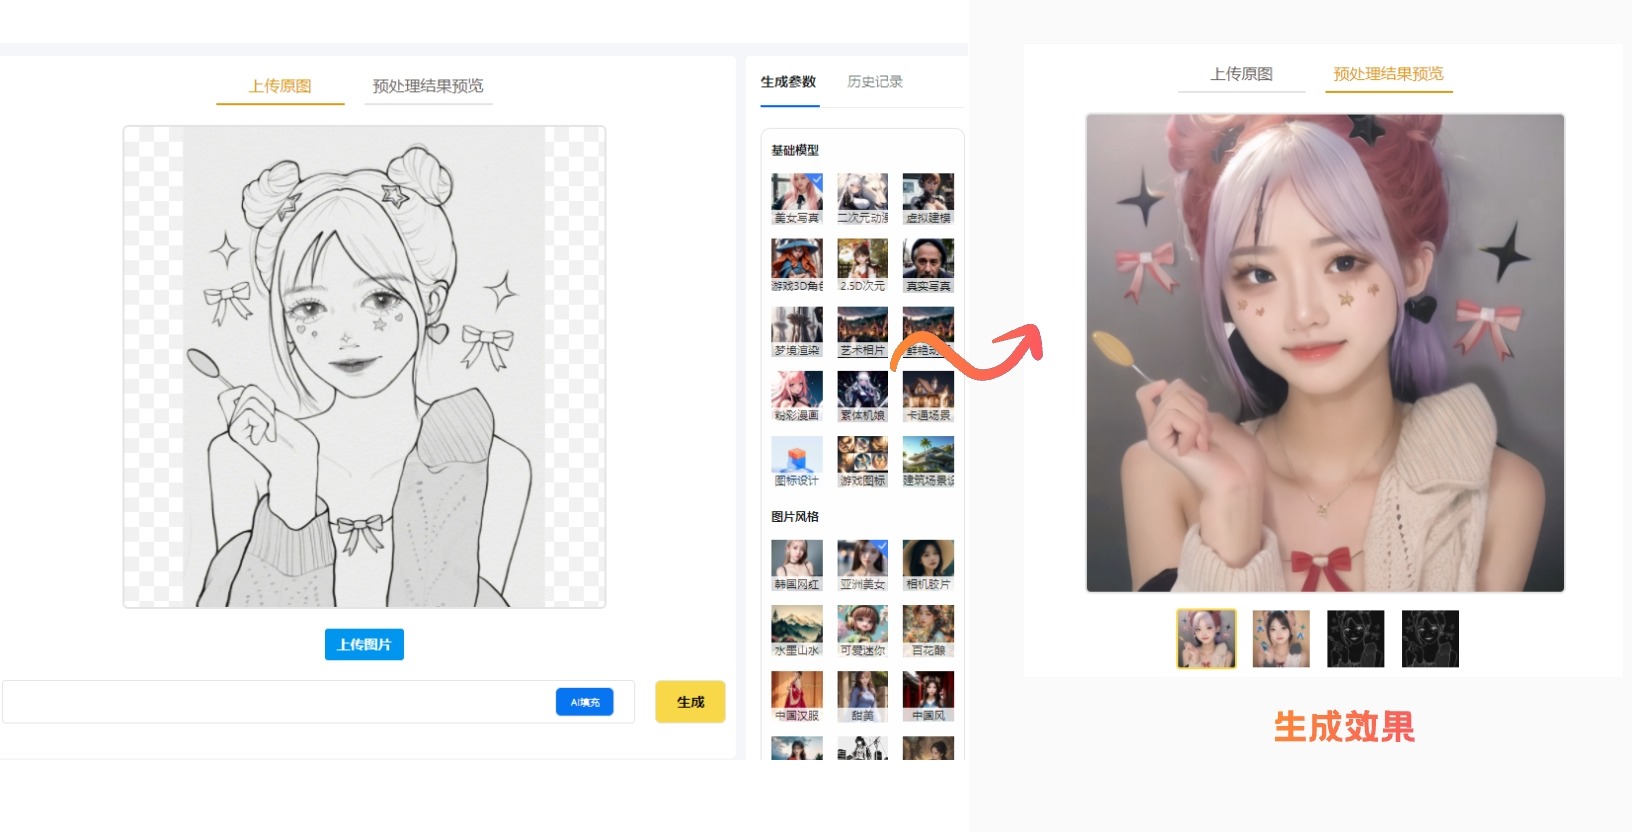 上传原图
预处理结果预览
上传图片
AI填充
生成
生成参数
历史记录
基础模型
美女写真
二次元动漫
虚拟建模
游戏3D角色
2.5D次元
真实写真
梦境渲染
艺术相片
鲜艳动
粉彩漫画
素体机娘
卡通场景
图标设计
游戏图标
建筑场景设
图片风格
韩国网红
亚洲美女
相机胶片
水墨山水
可爱迷你
百花酿
中国汉服
甜美
中国风
上传原图
预处理结果预览
生成效果